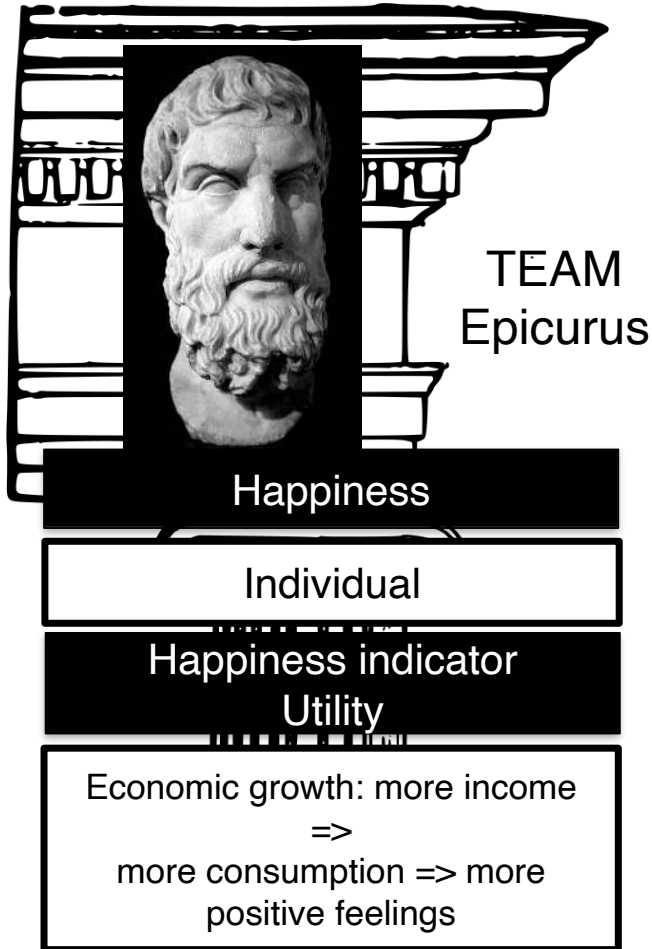 TEAM
Epicurus
Happiness
Individual
Happiness indicator
Utility
Economic growth: more income
=>
more consumption => more
positive feelings